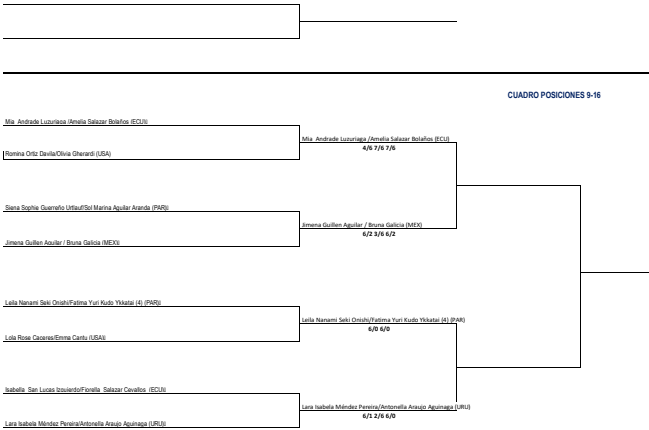 CUADRO POSICIONES 9-16
Mia Andrade Luzuriaga /Amelia Salazar Bolaños (ECU)
Mia Andrade Luzuriaga /Amelia Salazar Bolaños (ECU)
4/6 7/6 7/6
Romina Ortiz Davila/Olivia Gherardi (USA)
Siena Sophie Guerreño Urtlauf/Sol Marina Aguilar Aranda (PAR)
Jimena Guillen Aguilar / Bruna Galicia (MEX)
6/2 3/6 6/2
Jimena Guillen Aguilar / Bruna Galicia (MEX)
Leila Nanami Seki Onishi/Fatima Yuri Kudo Ykkatai (4) (PAR)
Leila Nanami Seki Onishi/Fatima Yuri Kudo Ykkatai (4) (PAR)
6/0 6/0
Lola Rose Caceres/Emma Cantu (USA)
Isabella San Lucas Izquierdo/Fiorella Salazar Cevallos (ECU)
Lara Isabela Méndez Pereira/Antonella Araujo Aguinaga (URU)
6/1 2/6 6/0
Lara Isabela Méndez Pereira/Antonella Araujo Aguinaga (URU)